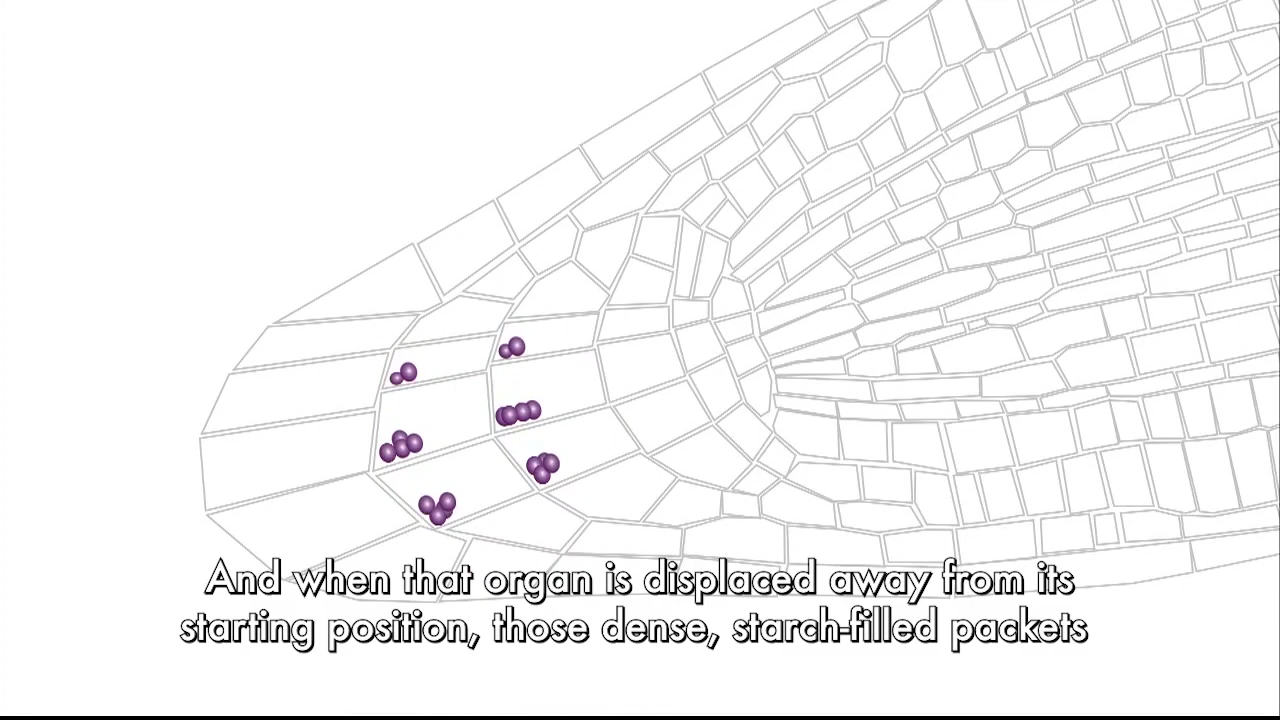 And when that organ is displaced away from its
starting position, those dense, starch-filled packets